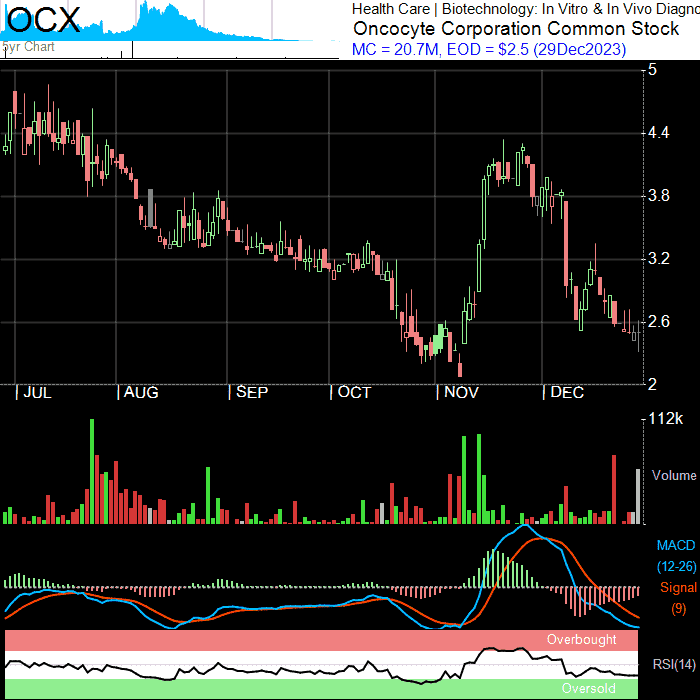 OCX
5yr Chart
Health Care | Biotechnology: In Vitro & In Vivo Diagno
Oncocyte Corporation Common Stock
MC = 20.7M, EOD = $2.5 (29Dec2023)
5
4.4
3.8
3.2
2.6
2
| JUL | AUG | SEP | OCT | NOV | DEC
112k
Volume
MACD
(12-26)
Signal
(9)
Overbought
RSI(14)
Oversold